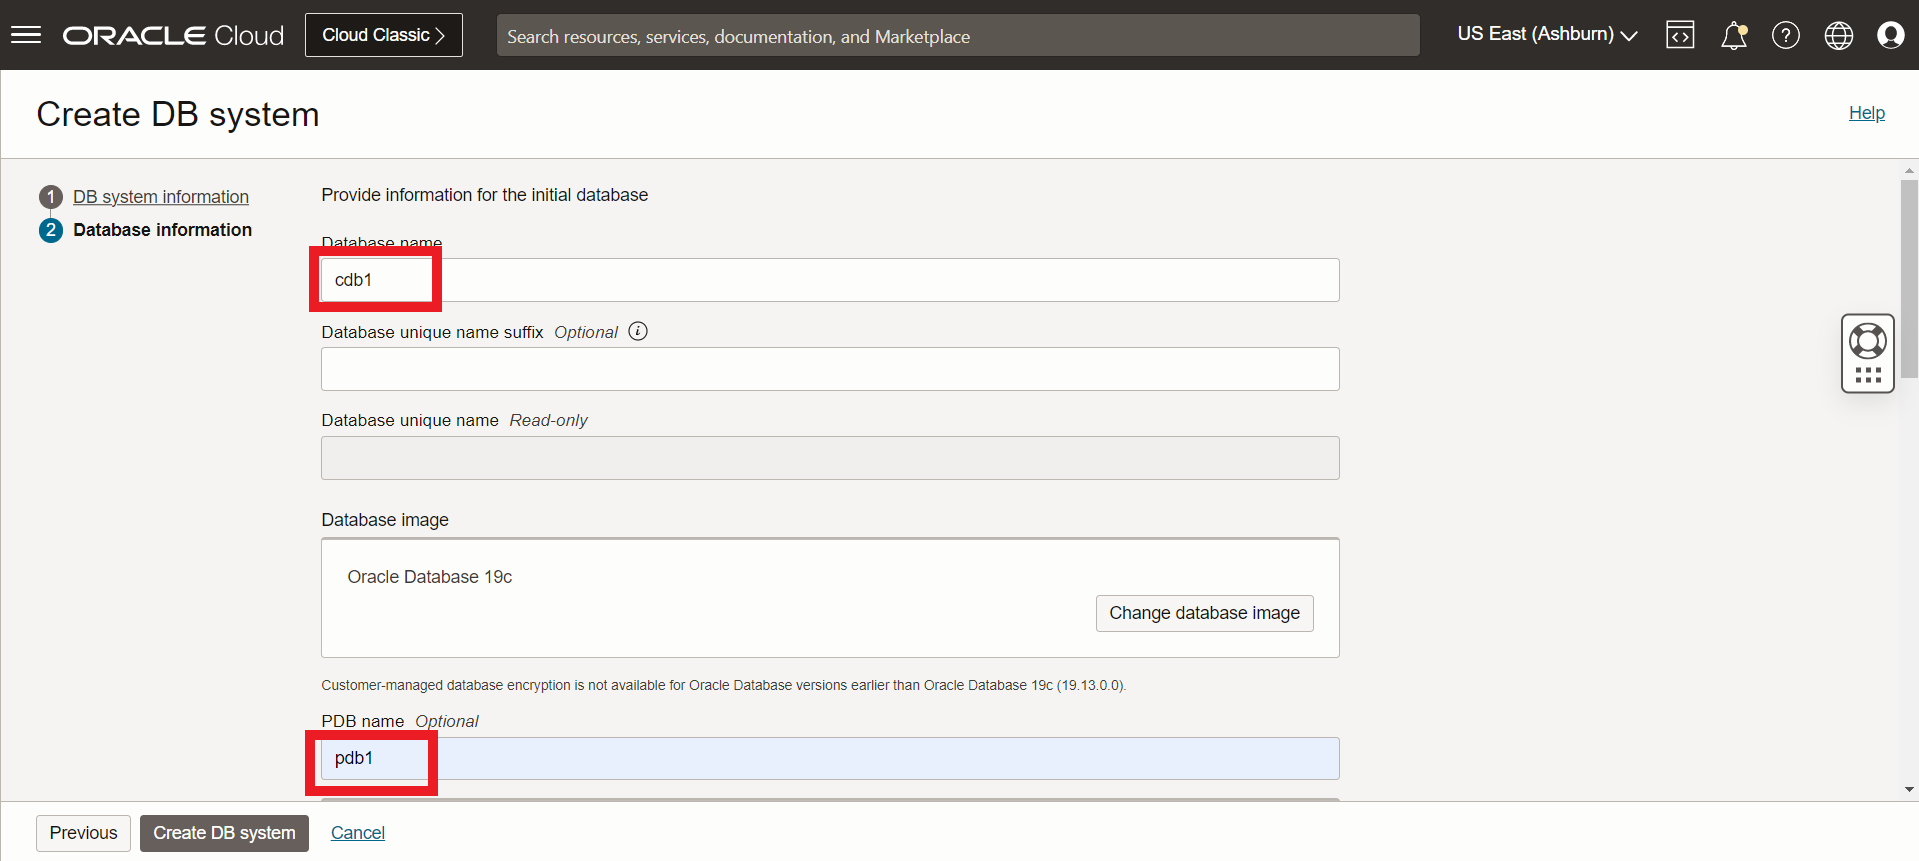 ORACLE Cloud
Cloud Classic
Search resources, services, documentation, and Marketplace
US East (Ashburn)
Create DB system
Help
1 DB system information
2 Database information
Provide information for the initial database
Database name
cdb1
Database unique name suffix Optional
Database unique name Read-only
Database image
Oracle Database 19c
Change database image
Customer-managed database encryption is not available for Oracle Database versions earlier than Oracle Database 19c (19.13.0.0).
PDB name Optional
pdb1
Previous
Create DB system
Cancel